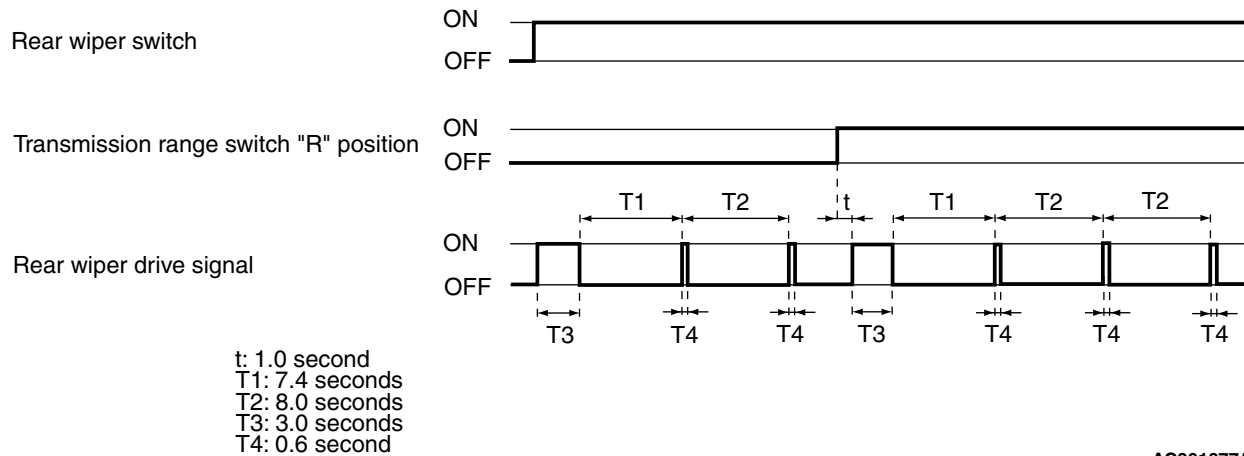 ON
Rear wiper switch
OFF
ON
Transmission range switch "R" position
OFF
T1 T2 t T1 T2 T2
ON
Rear wiper drive signal
OFF
T3 T4 T4 T3 T4 T4 T4
t: 1.0 second
T1: 7.4 seconds
T2: 8.0 seconds
T3: 3.0 seconds
T4: 0.6 second